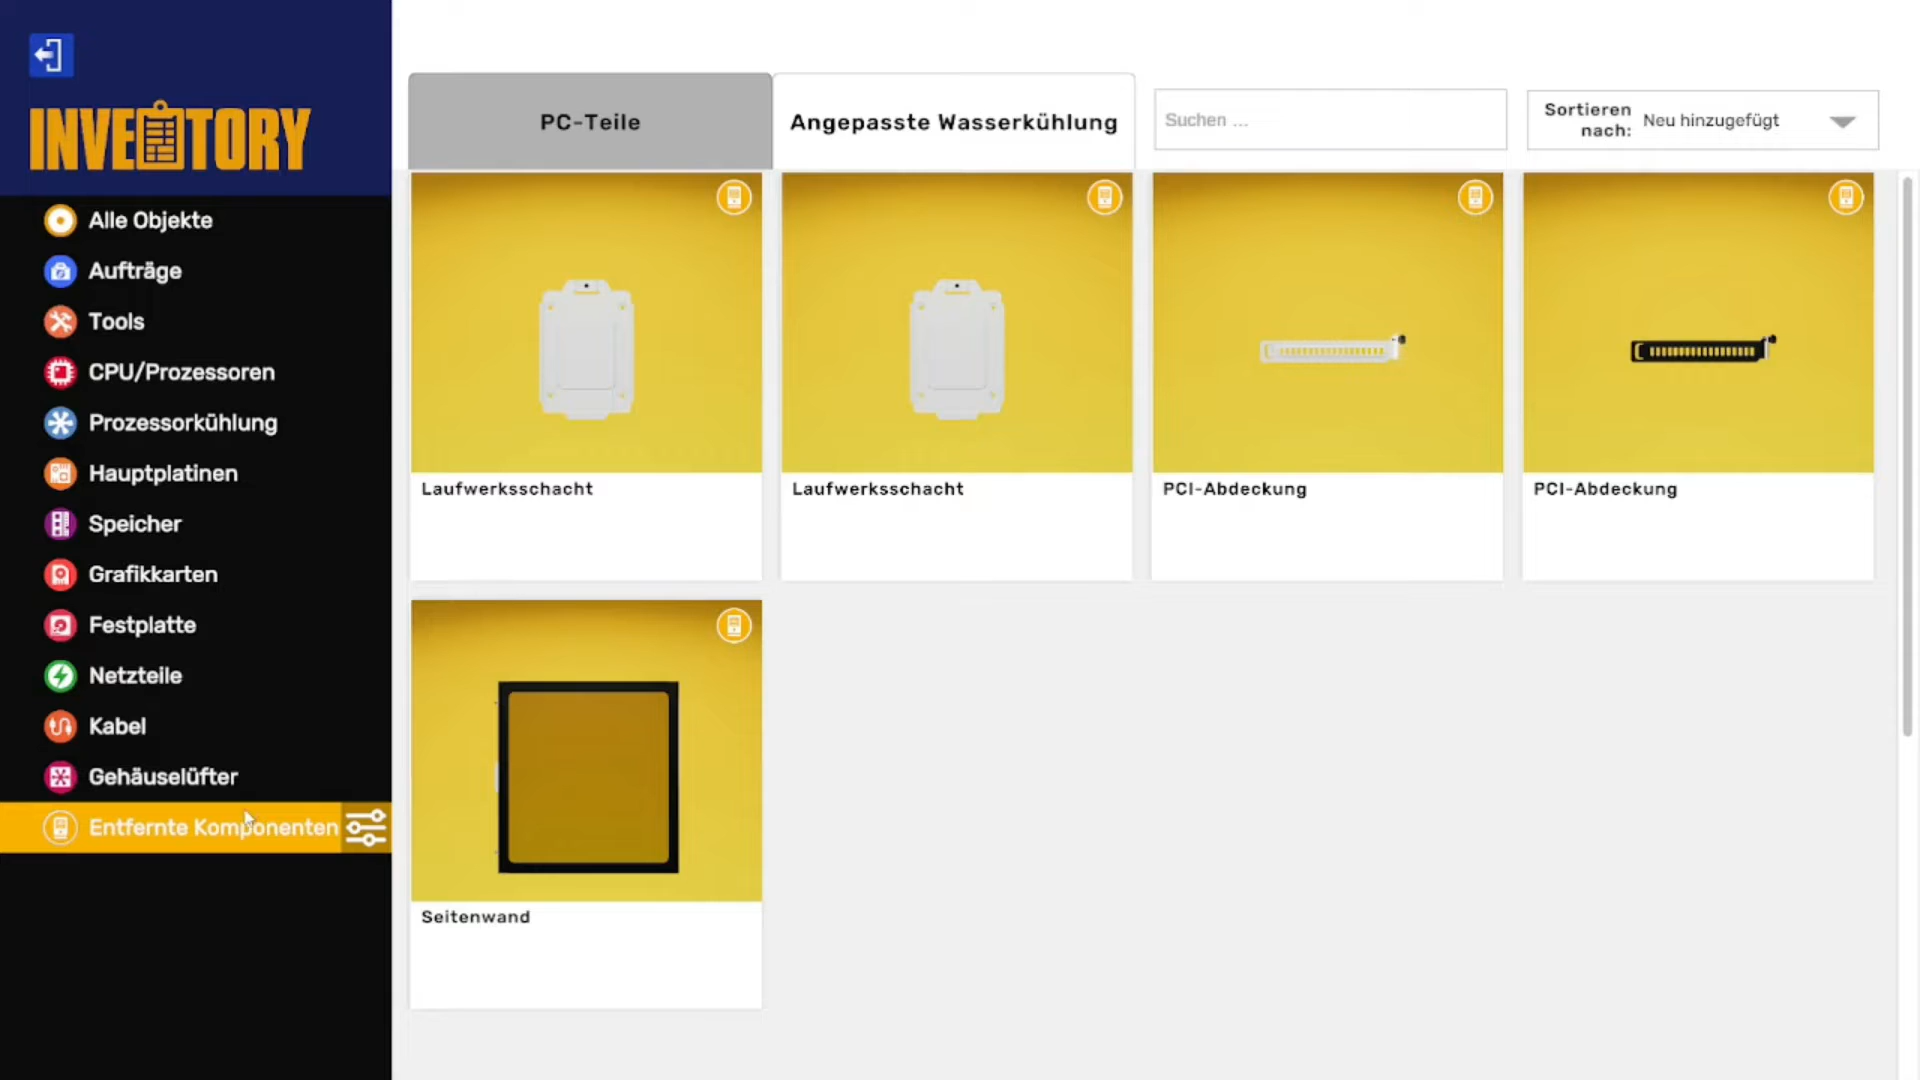 INVENTORY
Alle Objekte
Aufträge
Tools
CPU/Prozessoren
Prozessorkühlung
Hauptplatinen
Speicher
Grafikkarten
Festplatte
Netzteile
Kabel
Gehäuselüfter
Entfernte Komponenten
PC-Teile
Angepasste Wasserkühlung
Suchen ...
Sortieren
nach: Neu hinzugefügt
Laufwerksschacht
Laufwerksschacht
PCI-Abdeckung
PCI-Abdeckung
Seitenwand